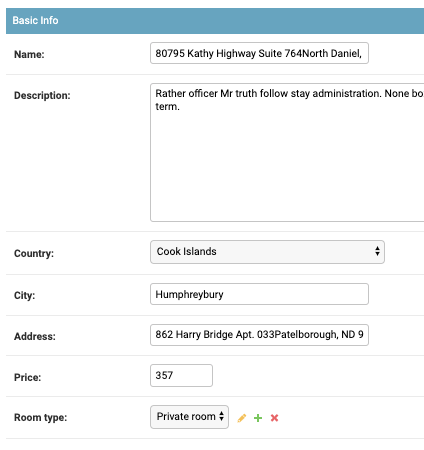 Basic Info
Name: 80795 Kathy Highway Suite 764North Daniel,
Description: Rather officer Mr truth follow stay administration. None bo
term.
Country: Cook Islands
City: Humphreybury
Address: 862 Harry Bridge Apt. 033Patelborough, ND 9
Price: 357
Room type: Private room